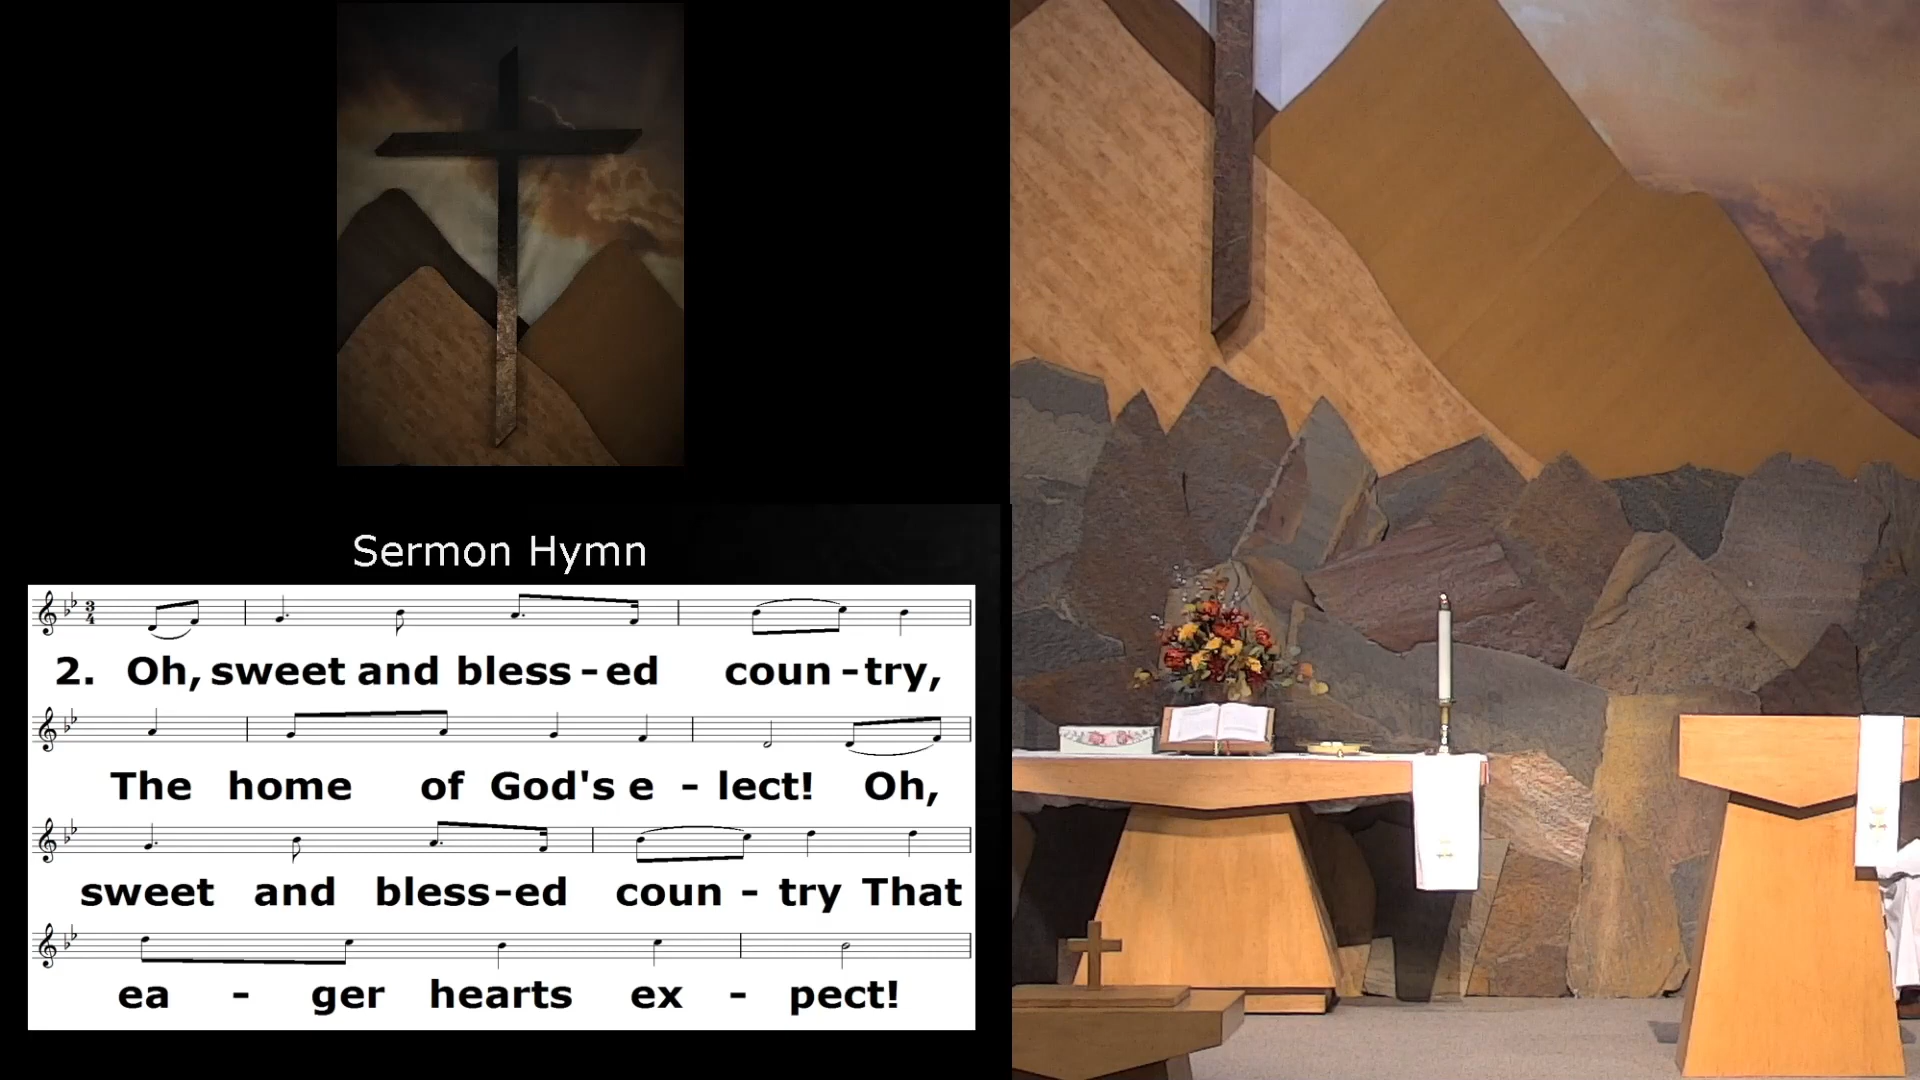 Sermon Hymn
2. Oh, sweet and bless - ed coun - try,
The home of God's e - lect! Oh,
sweet and bless - ed coun - try That
ea - ger hearts ex - pect!